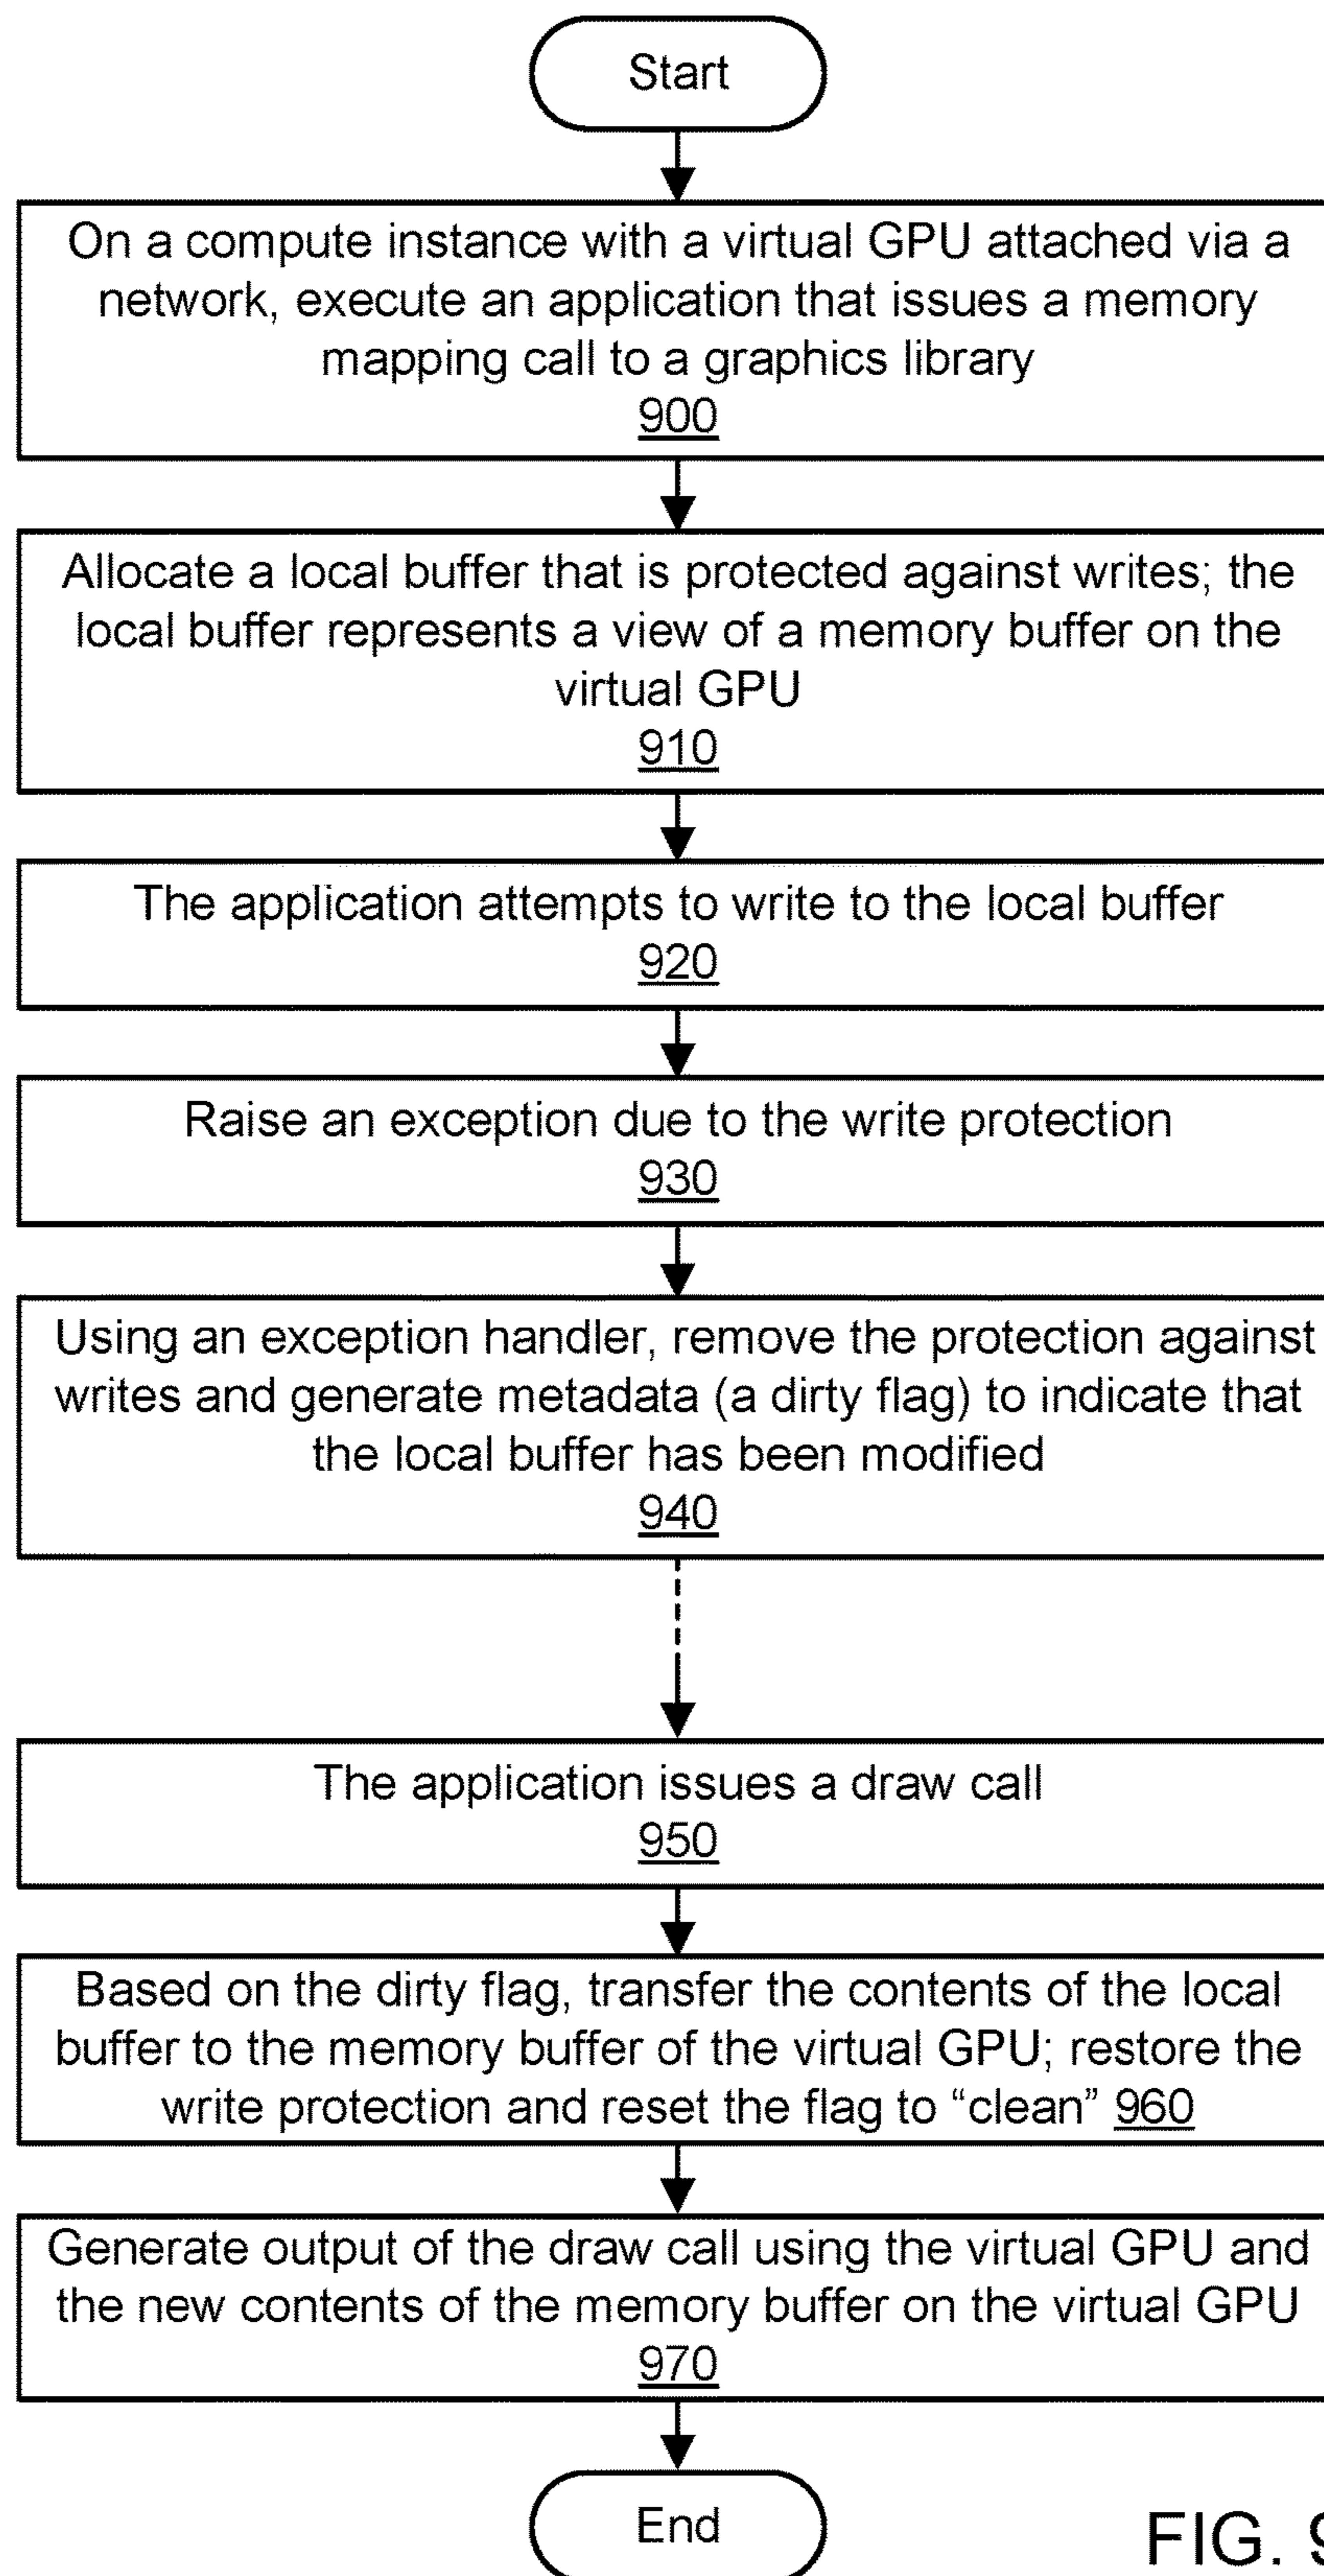 Start
On a compute instance with a virtual GPU attached via a
network, execute an application that issues a memory
mapping call to a graphics library
900
Allocate a local buffer that is protected against writes; the
local buffer represents a view of a memory buffer on the
virtual GPU
910
The application attempts to write to the local buffer
920
Raise an exception due to the write protection
930
Using an exception handler, remove the protection against
writes and generate metadata (a dirty flag) to indicate that
the local buffer has been modified
940
The application issues a draw call
950
Based on the dirty flag, transfer the contents of the local
buffer to the memory buffer of the virtual GPU; restore the
write protection and reset the flag to “clean” 960
Generate output of the draw call using the virtual GPU and
the new contents of the memory buffer on the virtual GPU
970
End
FIG. 9